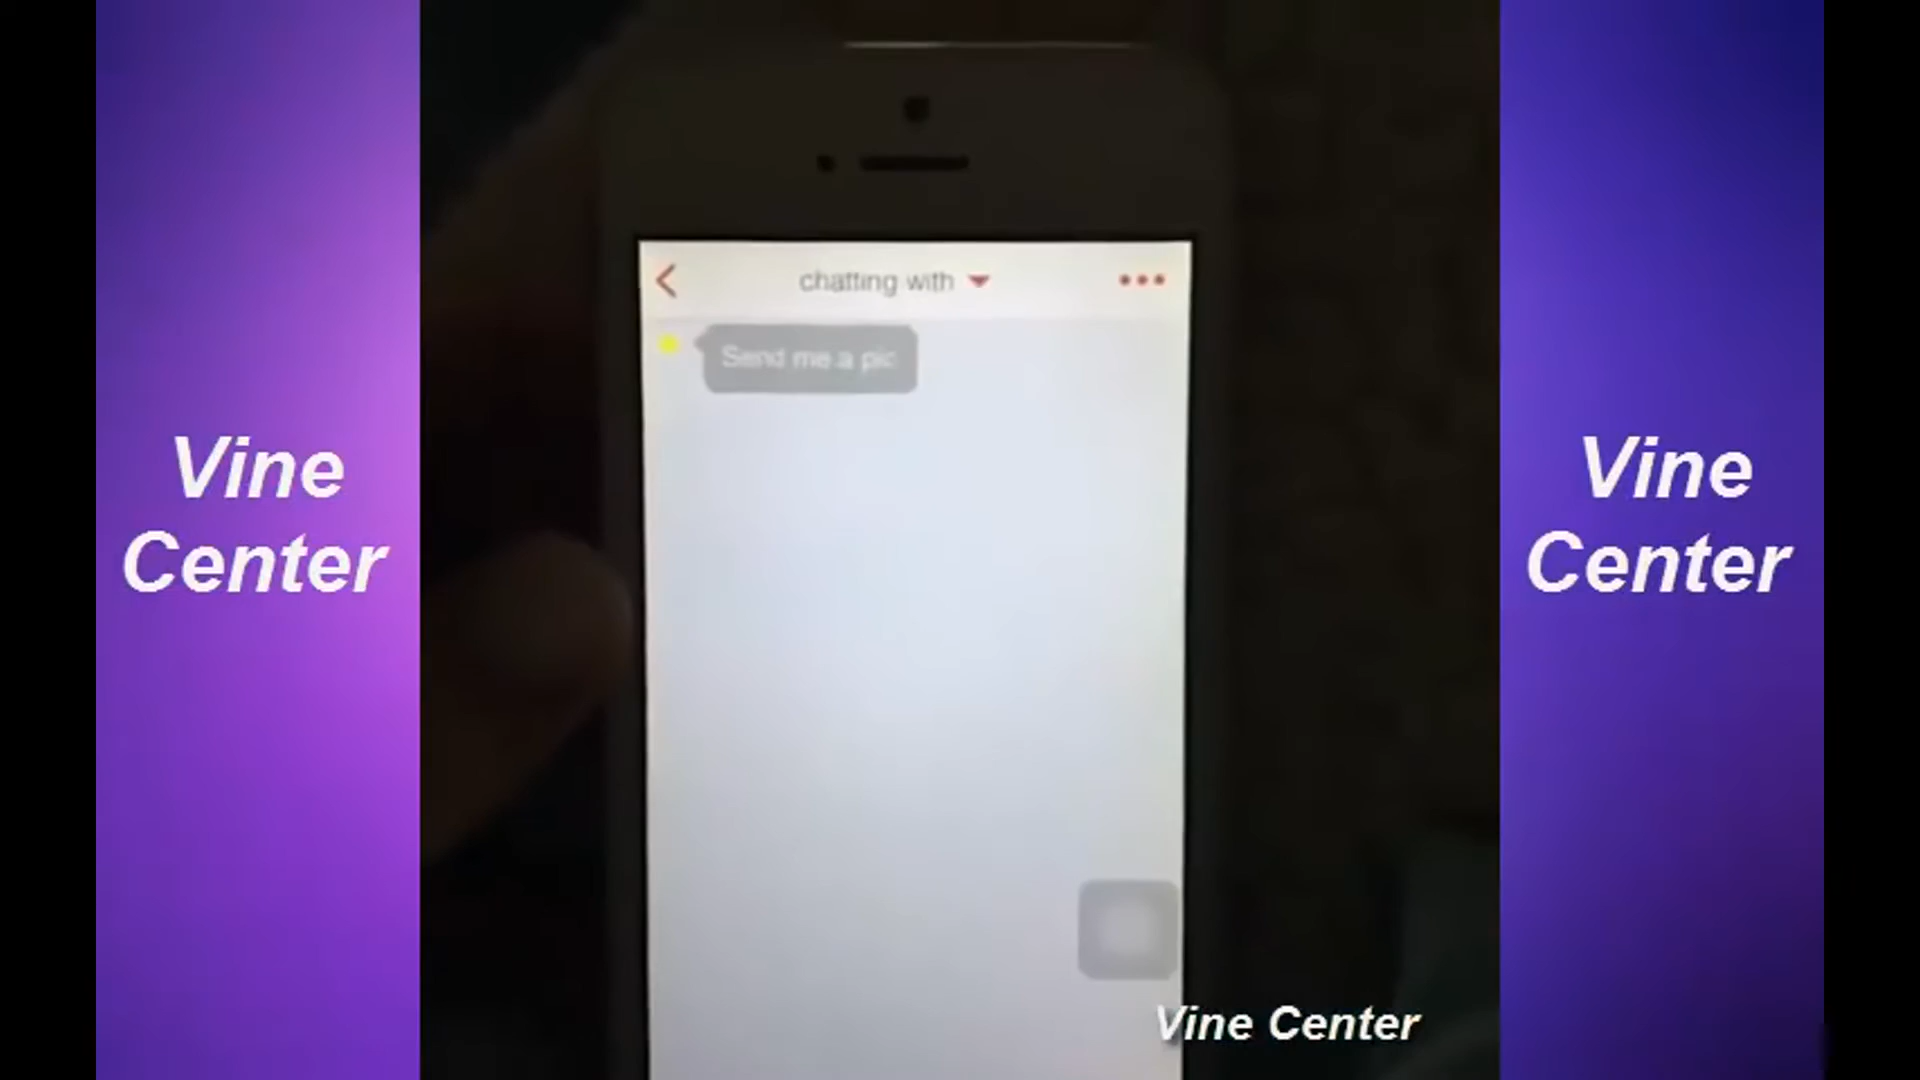 Vine
Center
chatting with
Send me a pic
Vine
Center
Vine Center